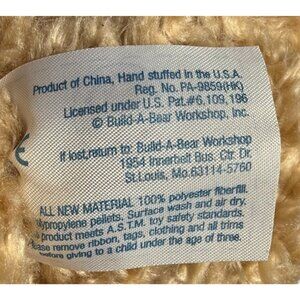 Product of China, Hand stuffed in the U.S.A.
Reg. No. PA-9859(HK)
Licensed under U.S. Pat.#6,109,196
© Build-A-Bear Workshop, Inc.
If lost,return to: Build-A-Bear Workshop
1954 Innerbelt Bus. Ctr. Dr.
St.Louis, Mo.63114-5760
ALL NEW MATERIAL 100% polyester fiberfill,
lypropylene pellets. Surface wash and air dry.
s product meets A.S.T.M. toy safety standards.
Please remove ribbon, tags, clothing and all trims
before giving to a child under the age of three.